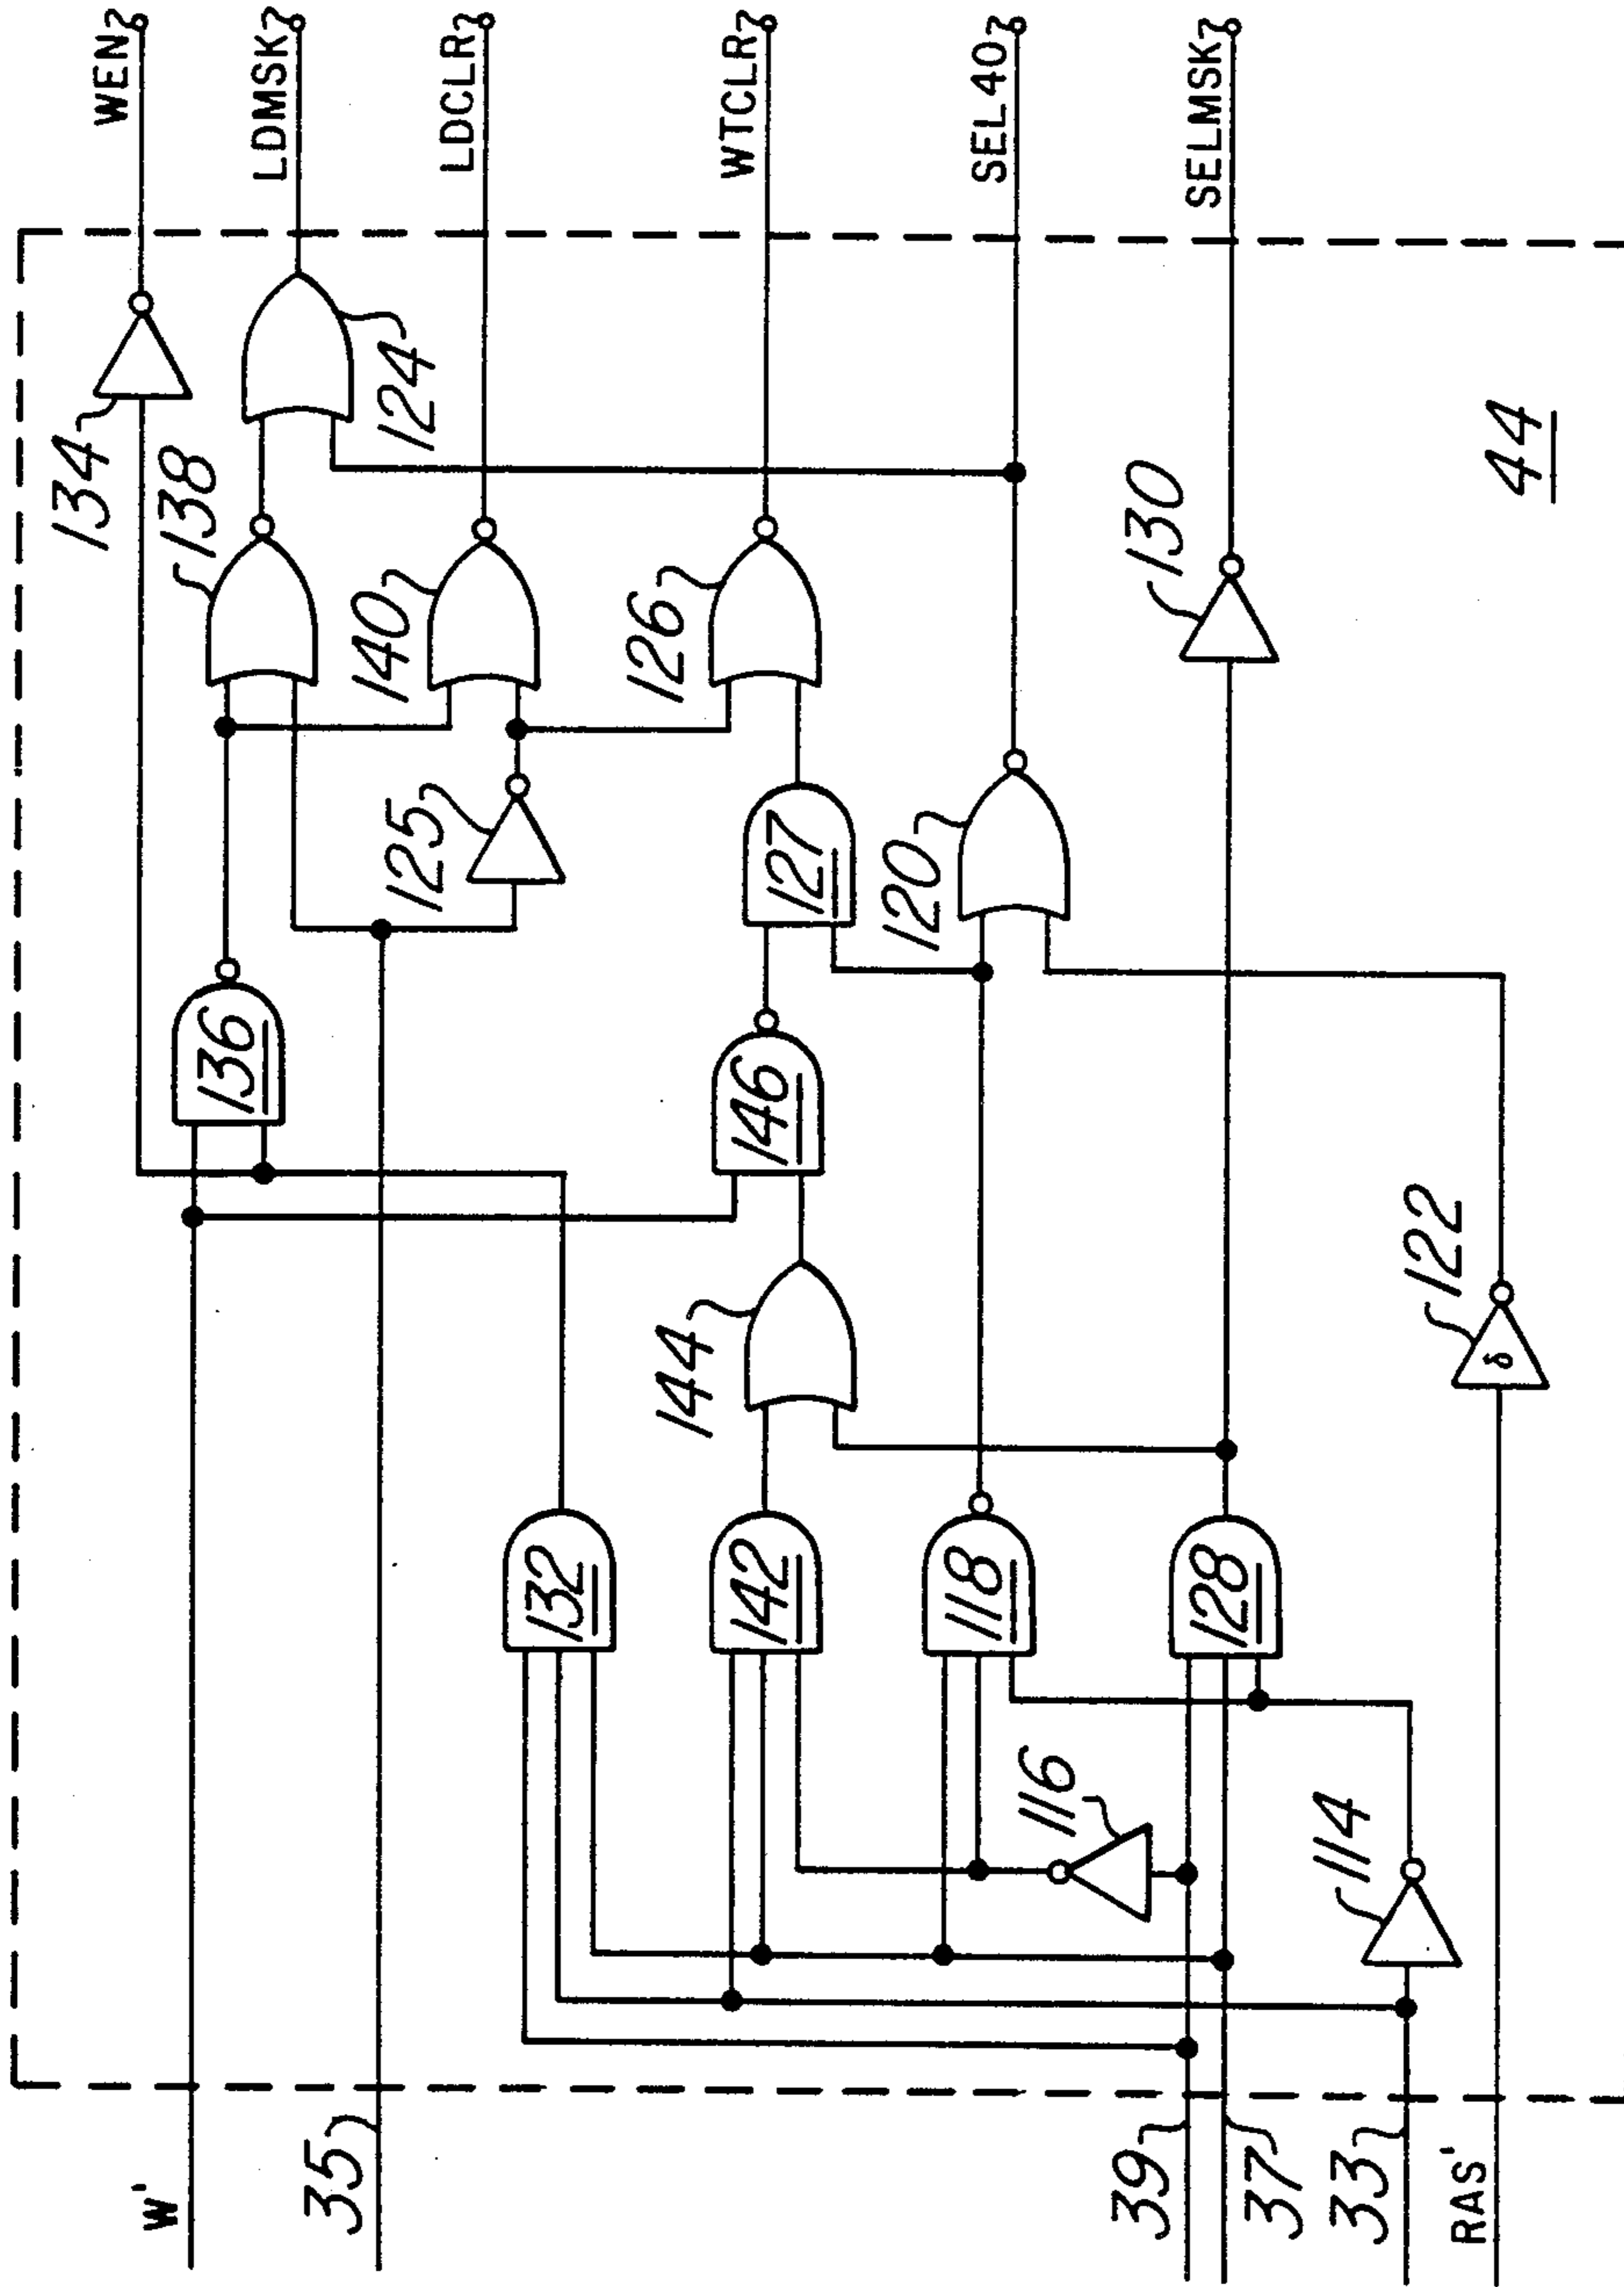 WEN
LDMSK
LDCLR
WTCLR
SEL40
SELMSK
134
138
124
140
126
130
44
125
127
120
136
146
122
δ
144
132
142
118
128
116
114
W'
35
39
37
33
RAS'